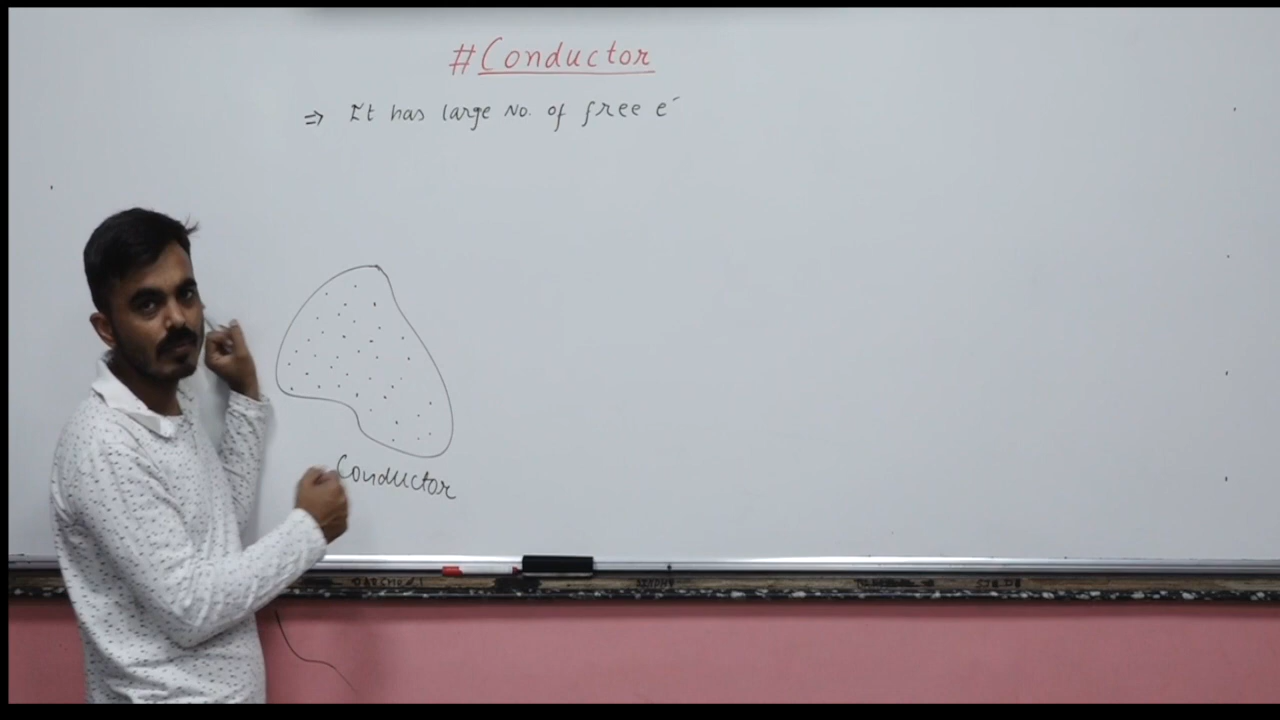 #Conductor
⇒ It has large No. of free e⁻
Conductor